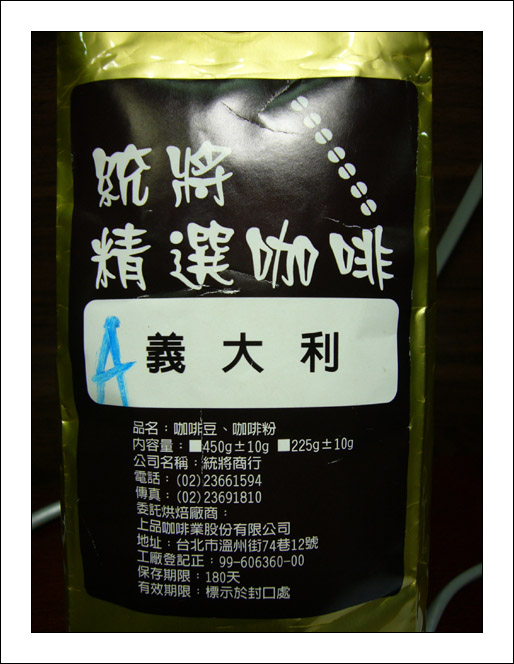 統將
精選咖啡
A 義大利
品名：咖啡豆、咖啡粉
內容量：■450g±10g ■225g±10g
公司名稱：統將商行
電話：(02)23661594
傳真：(02)23691810
委託烘焙廠商：
上品咖啡業股份有限公司
地址：台北市溫州街74巷12號
工廠登記正：99-606360-00
保存期限：180天
有效期限：標示於封口處